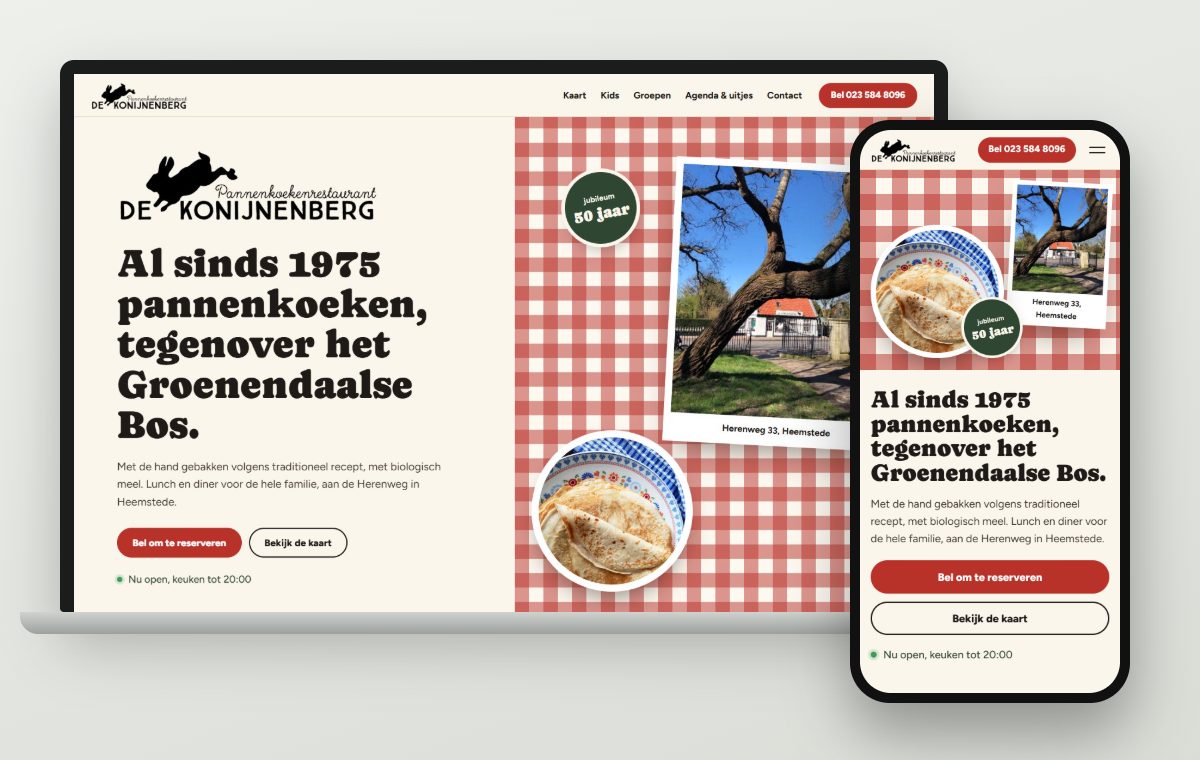 Pannenkoekenrestaurant
DE KONIJNENBERG
Kaart Kids Groepen Agenda & uitjes Contact Bel 023 584 8096
Pannenkoekenrestaurant
DE KONIJNENBERG
Al sinds 1975
pannenkoeken,
tegenover het
Groenendaalse
Bos.
Met de hand gebakken volgens traditioneel recept, met biologisch
meel. Lunch en diner voor de hele familie, aan de Herenweg in
Heemstede.
Bel om te reserveren Bekijk de kaart
Nu open, keuken tot 20:00
jubileum
50 jaar
Herenweg 33, Heemstede
Pannenkoekenrestaurant
DE KONIJNENBERG
Bel 023 584 8096
Herenweg 33,
Heemstede
jubileum
50 jaar
Al sinds 1975
pannenkoeken,
tegenover het
Groenendaalse Bos.
Met de hand gebakken volgens traditioneel
recept, met biologisch meel. Lunch en diner voor
de hele familie, aan de Herenweg in Heemstede.
Bel om te reserveren
Bekijk de kaart
Nu open, keuken tot 20:00